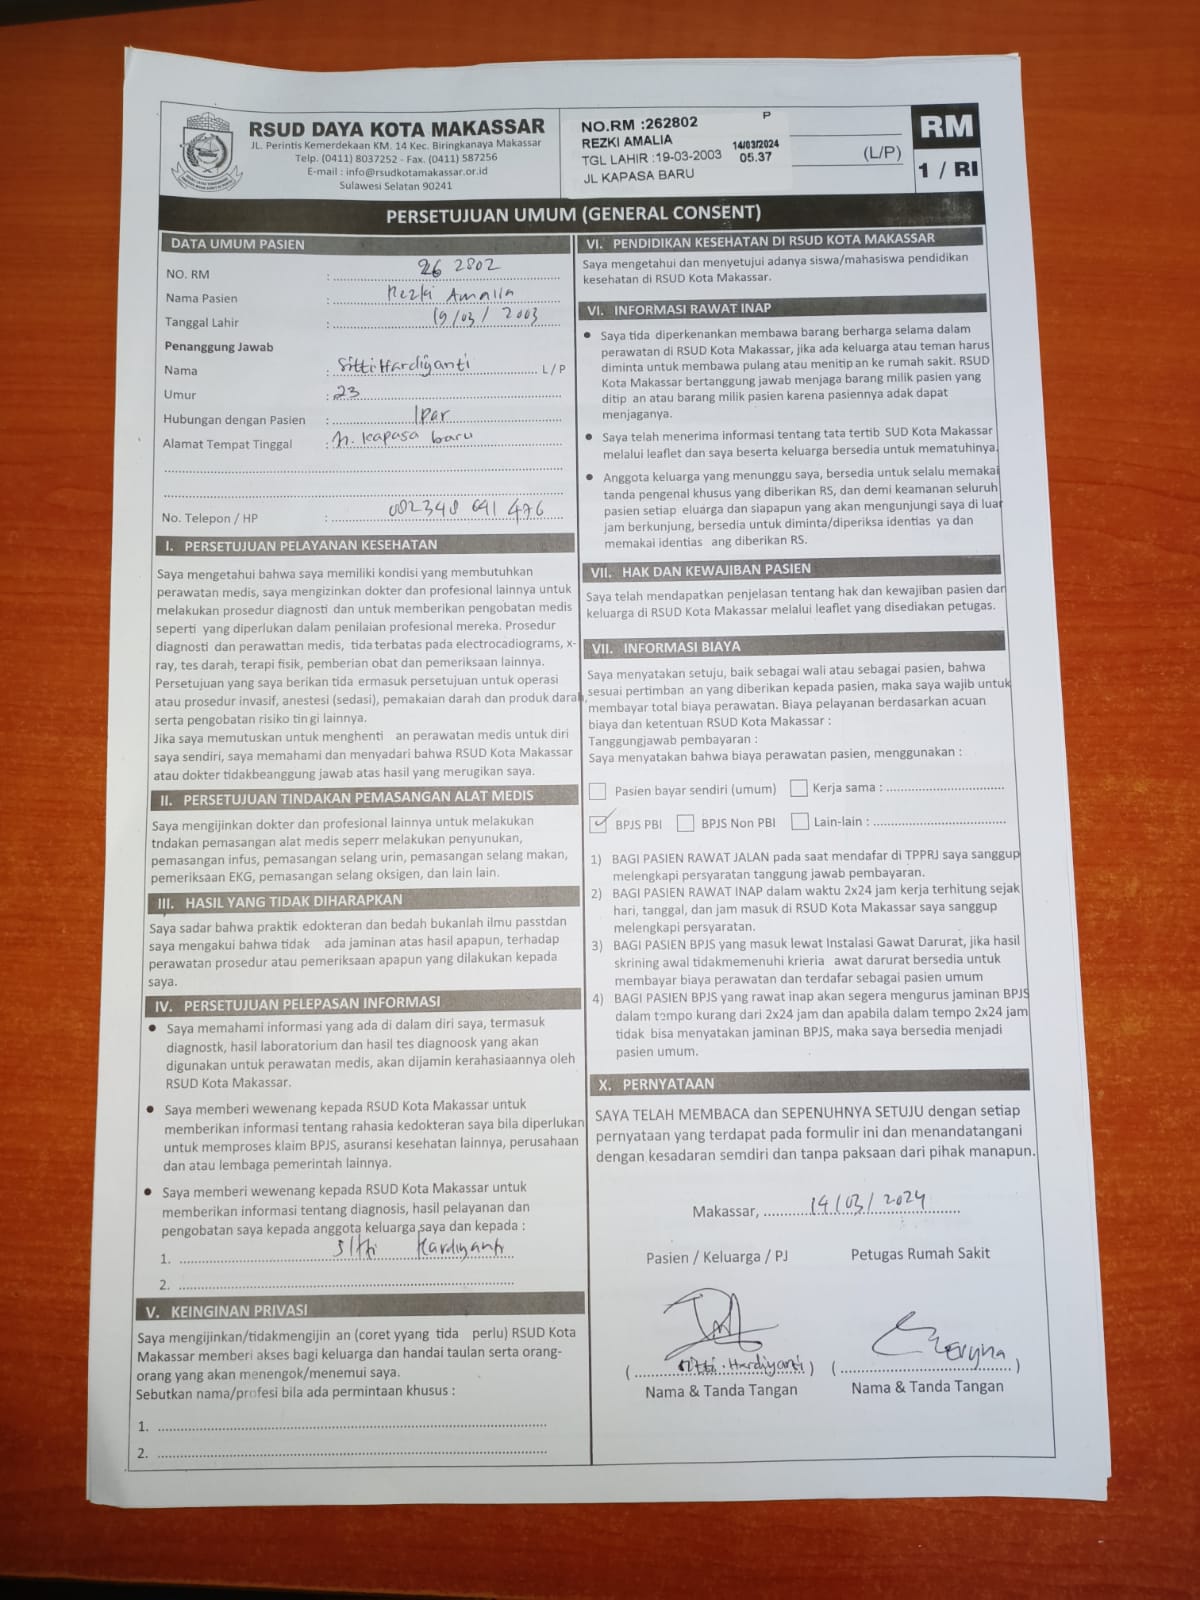 RSUD DAYA KOTA MAKASSAR
JL. Perintis Kemerdekaan KM. 14 Kec. Biringkanaya Makassar
Telp. (0411) 8037252 - Fax. (0411) 587256
E-mail : info@rsudkotamakassar.or.id
Sulawesi Selatan 90241
NO.RM :262802 P
REZKI AMALIA 14/03/2024
TGL LAHIR :19-03-2003 05.37
JL KAPASA BARU
(L/P)
RM
1 / RI
PERSETUJUAN UMUM (GENERAL CONSENT)
DATA UMUM PASIEN
NO. RM : 26 2802
Nama Pasien : Rezki Amalia
Tanggal Lahir : 19/03/2003
Penanggung Jawab
Nama : Sitti Hardiyanti L / P
Umur : 23
Hubungan dengan Pasien : Ipar
Alamat Tempat Tinggal : kapasa baru
No. Telepon / HP : 082348 691 476
I. PERSETUJUAN PELAYANAN KESEHATAN
Saya mengetahui bahwa saya memiliki kondisi yang membutuhkan
perawatan medis, saya mengizinkan dokter dan profesional lainnya untuk
melakukan prosedur diagnosti dan untuk memberikan pengobatan medis
seperti yang diperlukan dalam penilaian profesional mereka. Prosedur
diagnosti dan perawattan medis, tida terbatas pada electrocadiograms, x-
ray, tes darah, terapi fisik, pemberian obat dan pemeriksaan lainnya.
Persetujuan yang saya berikan tida ermasuk persetujuan untuk operasi
atau prosedur invasif, anestesi (sedasi), pemakaian darah dan produk darah,
serta pengobatan risiko tin gi lainnya.
Jika saya memutuskan untuk menghenti an perawatan medis untuk diri
saya sendiri, saya memahami dan menyadari bahwa RSUD Kota Makassar
atau dokter tidakbeanggung jawab atas hasil yang merugikan saya.
II. PERSETUJUAN TINDAKAN PEMASANGAN ALAT MEDIS
Saya mengijinkan dokter dan profesional lainnya untuk melakukan
tndakan pemasangan alat medis seperr melakukan penyunukan,
pemasangan infus, pemasangan selang urin, pemasangan selang makan,
pemeriksaan EKG, pemasangan selang oksigen, dan lain lain.
III. HASIL YANG TIDAK DIHARAPKAN
Saya sadar bahwa praktik edokteran dan bedah bukanlah ilmu passtdan
saya mengakui bahwa tidak ada jaminan atas hasil apapun, terhadap
perawatan prosedur atau pemeriksaan apapun yang dilakukan kepada
saya.
IV. PERSETUJUAN PELEPASAN INFORMASI
● Saya memahami informasi yang ada di dalam diri saya, termasuk
diagnostk, hasil laboratorium dan hasil tes diagnoosk yang akan
digunakan untuk perawatan medis, akan dijamin kerahasiaannya oleh
RSUD Kota Makassar.
● Saya memberi wewenang kepada RSUD Kota Makassar untuk
memberikan informasi tentang rahasia kedokteran saya bila diperlukan
untuk memproses klaim BPJS, asuransi kesehatan lainnya, perusahaan
dan atau lembaga pemerintah lainnya.
● Saya memberi wewenang kepada RSUD Kota Makassar untuk
memberikan informasi tentang diagnosis, hasil pelayanan dan
pengobatan saya kepada anggota keluarga saya dan kepada :
1. Sitti Hardiyanti
2.
V. KEINGINAN PRIVASI
Saya mengijinkan/tidakmengijin an (coret yyang tida perlu) RSUD Kota
Makassar memberi akses bagi keluarga dan handai taulan serta orang-
orang yang akan menengok/menemui saya.
Sebutkan nama/profesi bila ada permintaan khusus :
1.
2.
VI. PENDIDIKAN KESEHATAN DI RSUD KOTA MAKASSAR
Saya mengetahui dan menyetujui adanya siswa/mahasiswa pendidikan
kesehatan di RSUD Kota Makassar.
VI. INFORMASI RAWAT INAP
● Saya tida diperkenankan membawa barang berharga selama dalam
perawatan di RSUD Kota Makassar, jika ada keluarga atau teman harus
diminta untuk membawa pulang atau menitip an ke rumah sakit. RSUD
Kota Makassar bertanggung jawab menjaga barang milik pasien yang
ditip an atau barang milik pasien karena pasiennya adak dapat
menjaganya.
● Saya telah menerima informasi tentang tata tertib SUD Kota Makassar
melalui leaflet dan saya beserta keluarga bersedia untuk mematuhinya.
● Anggota keluarga yang menunggu saya, bersedia untuk selalu memakai
tanda pengenal khusus yang diberikan RS, dan demi keamanan seluruh
pasien setiap eluarga dan siapapun yang akan mengunjungi saya di luar
jam berkunjung, bersedia untuk diminta/diperiksa identias ya dan
memakai identias ang diberikan RS.
VII. HAK DAN KEWAJIBAN PASIEN
Saya telah mendapatkan penjelasan tentang hak dan kewajiban pasien dan
keluarga di RSUD Kota Makassar melalui leaflet yang disediakan petugas.
VII. INFORMASI BIAYA
Saya menyatakan setuju, baik sebagai wali atau sebagai pasien, bahwa
sesuai pertimban an yang diberikan kepada pasien, maka saya wajib untuk
membayar total biaya perawatan. Biaya pelayanan berdasarkan acuan
biaya dan ketentuan RSUD Kota Makassar :
Tanggungjawab pembayaran :
Saya menyatakan bahwa biaya perawatan pasien, menggunakan :
Pasien bayar sendiri (umum) Kerja sama :
✓ BPJS PBI BPJS Non PBI Lain-lain :
1) BAGI PASIEN RAWAT JALAN pada saat mendafar di TPPRJ saya sanggup
melengkapi persyaratan tanggung jawab pembayaran.
2) BAGI PASIEN RAWAT INAP dalam waktu 2x24 jam kerja terhitung sejak
hari, tanggal, dan jam masuk di RSUD Kota Makassar saya sanggup
melengkapi persyaratan.
3) BAGI PASIEN BPJS yang masuk lewat Instalasi Gawat Darurat, jika hasil
skrining awal tidakmemenuhi krieria awat darurat bersedia untuk
membayar biaya perawatan dan terdafar sebagai pasien umum
4) BAGI PASIEN BPJS yang rawat inap akan segera mengurus jaminan BPJS
dalam tempo kurang dari 2x24 jam dan apabila dalam tempo 2x24 jam
tidak bisa menyatakan jaminan BPJS, maka saya bersedia menjadi
pasien umum.
X. PERNYATAAN
SAYA TELAH MEMBACA dan SEPENUHNYA SETUJU dengan setiap
pernyataan yang terdapat pada formulir ini dan menandatangani
dengan kesadaran semdiri dan tanpa paksaan dari pihak manapun.
Makassar, 14/03/2024
Pasien / Keluarga / PJ Petugas Rumah Sakit
(Sitti. Hardiyanti) ( )
Nama & Tanda Tangan Nama & Tanda Tangan